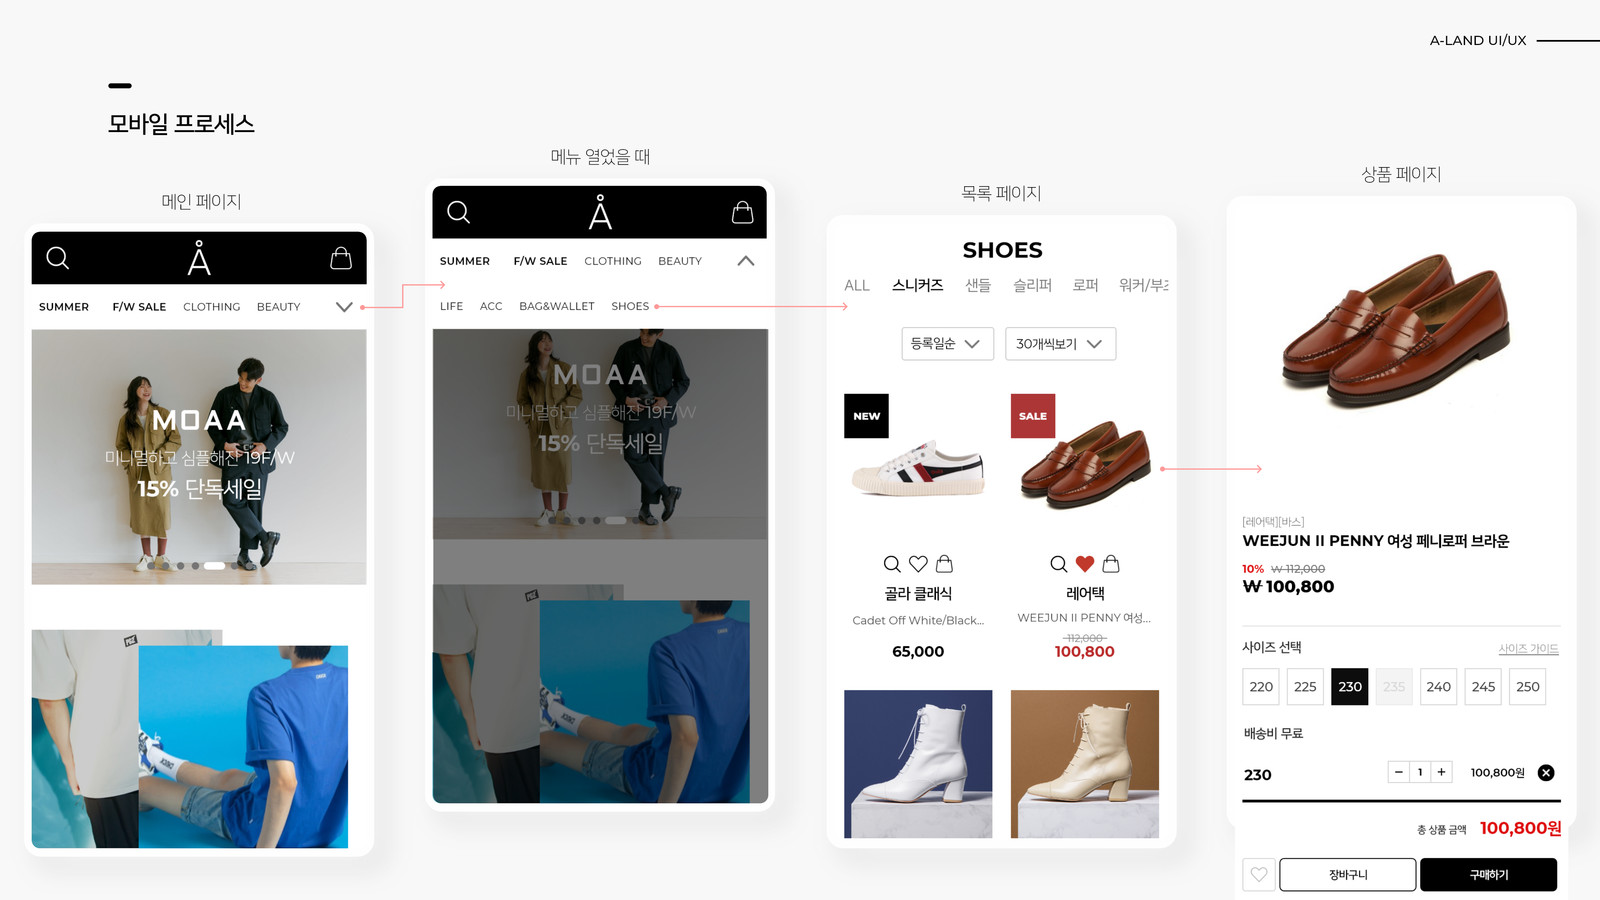 A-LAND UI/UX
모바일 프로세스
메인 페이지
SUMMER F/W SALE CLOTHING BEAUTY
MOAA
미니멀하고 심플해진 19F/W
15% 단독세일
메뉴 열었을 때
SUMMER F/W SALE CLOTHING BEAUTY
LIFE ACC BAG&WALLET SHOES
MOAA
미니멀하고 심플해진 19F/W
15% 단독세일
목록 페이지
SHOES
ALL 스니커즈 샌들 슬리퍼 로퍼 워커/부츠
등록일순 30개씩보기
NEW SALE
골라 클래식 레어택
Cadet Off White/Black... WEEJUN II PENNY 여성...
112,000
65,000 100,800
상품 페이지
[레어택][바스]
WEEJUN II PENNY 여성 페니로퍼 브라운
10% ₩ 112,000
₩ 100,800
사이즈 선택 사이즈 가이드
220 225 230 235 240 245 250
배송비 무료
230 − 1 + 100,800원
총 상품 금액 100,800원
장바구니 구매하기